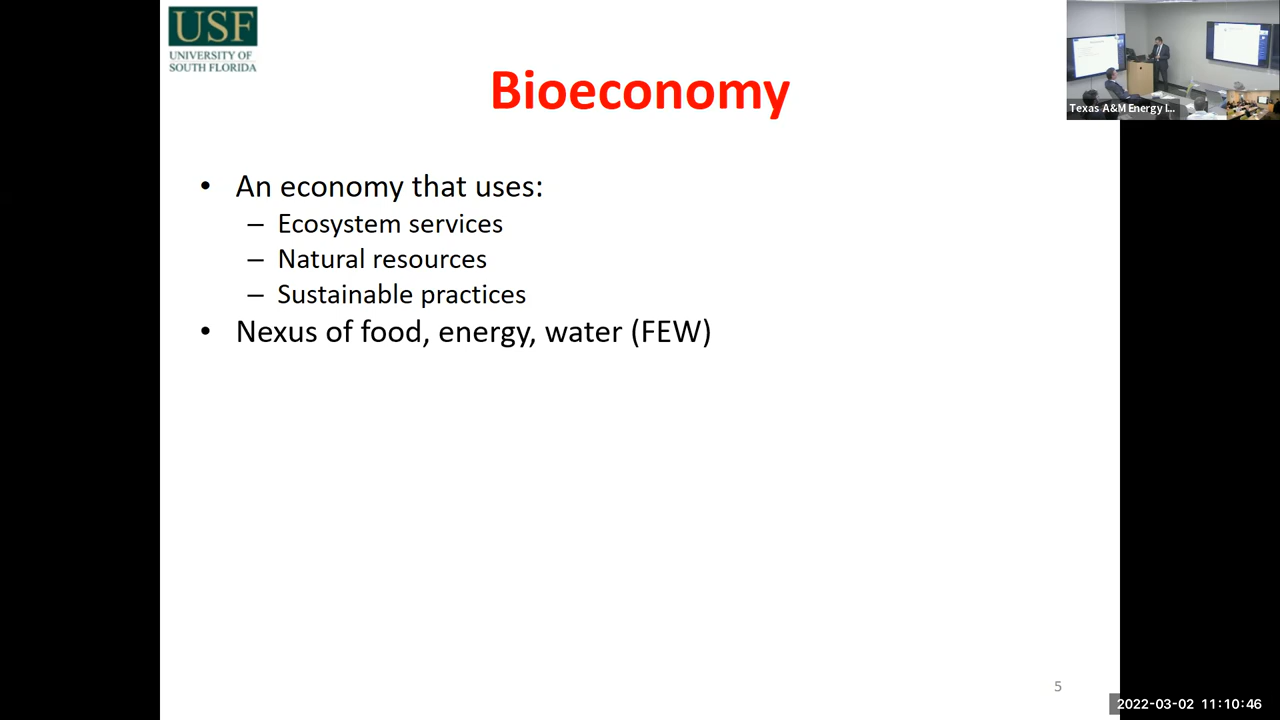 USF
UNIVERSITY OF
SOUTH FLORIDA
Bioeconomy
Texas A&M Energy I...
• An economy that uses:
– Ecosystem services
– Natural resources
– Sustainable practices
• Nexus of food, energy, water (FEW)
5
2022-03-02 11:10:46